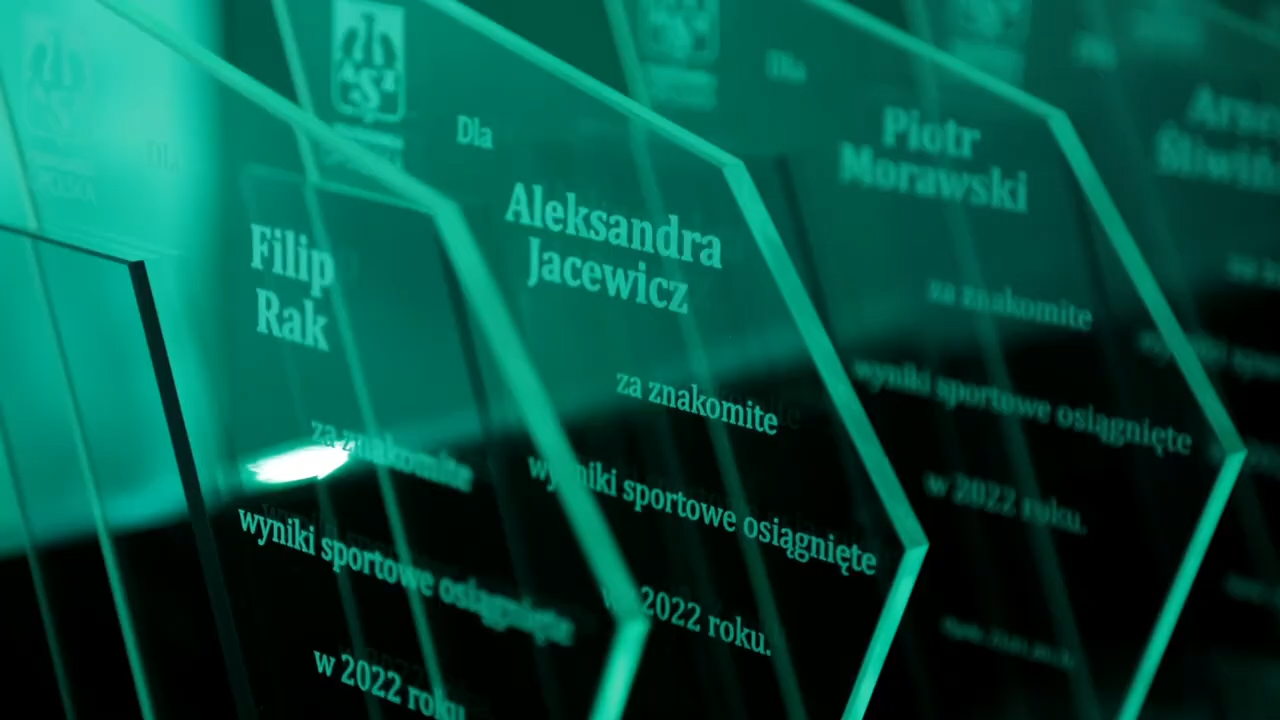 Filip
Rak
za znakomite
wyniki sportowe osiągnięte
w 2022 roku
AZS
Dla
Aleksandra
Jacewicz
za znakomite
wyniki sportowe osiągnięte
w 2022 roku.
Dla
Piotr
Morawski
za znakomite
wyniki sportowe osiągnięte
w 2022 roku.